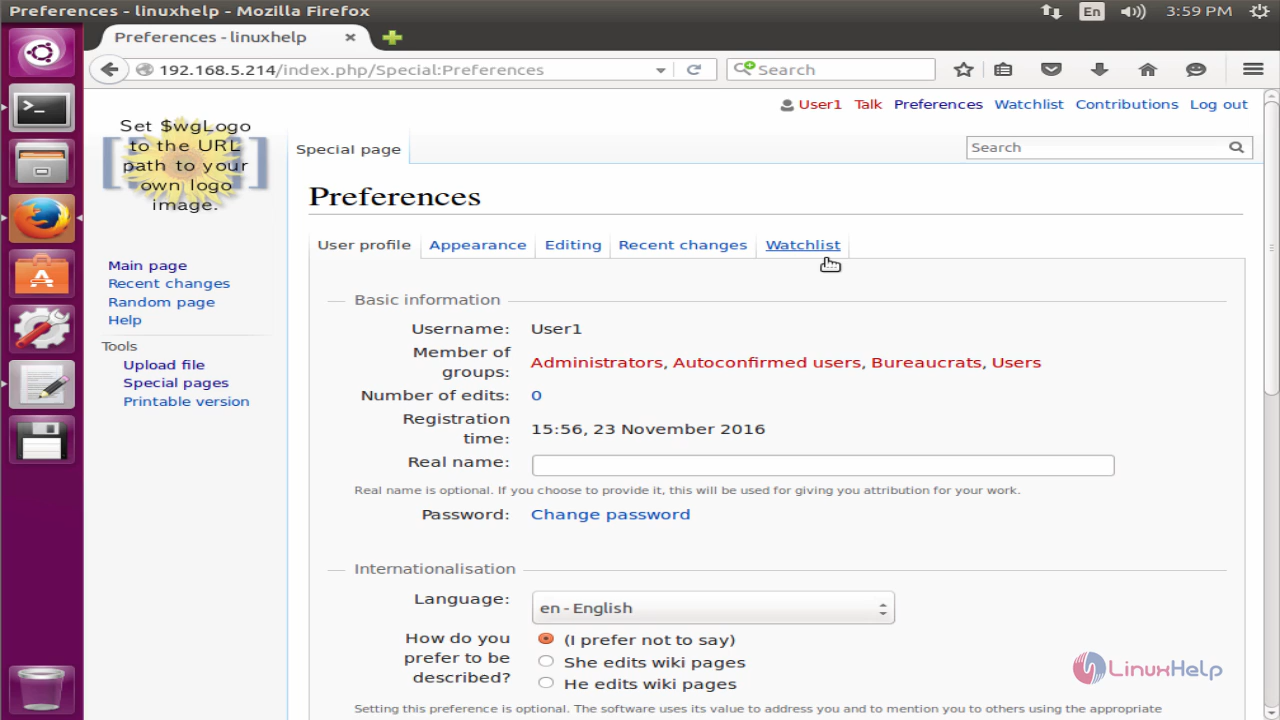 Preferences - linuxhelp - Mozilla Firefox
En
3:59 PM
Preferences - linuxhelp
192.168.5.214/index.php/Special:Preferences
Search
User1 Talk Preferences Watchlist Contributions Log out
Set $wgLogo
to the URL
path to your
own logo
image.
Special page
Search
Preferences
User profile Appearance Editing Recent changes Watchlist
Main page
Recent changes
Random page
Help
Tools
Upload file
Special pages
Printable version
Basic information
Username: User1
Member of
groups: Administrators, Autoconfirmed users, Bureaucrats, Users
Number of edits: 0
Registration
time: 15:56, 23 November 2016
Real name:
Real name is optional. If you choose to provide it, this will be used for giving you attribution for your work.
Password: Change password
Internationalisation
Language: en - English
How do you
prefer to be
described?
(I prefer not to say)
She edits wiki pages
He edits wiki pages
Setting this preference is optional. The software uses its value to address you and to mention you to others using the appropriate
LinuxHelp